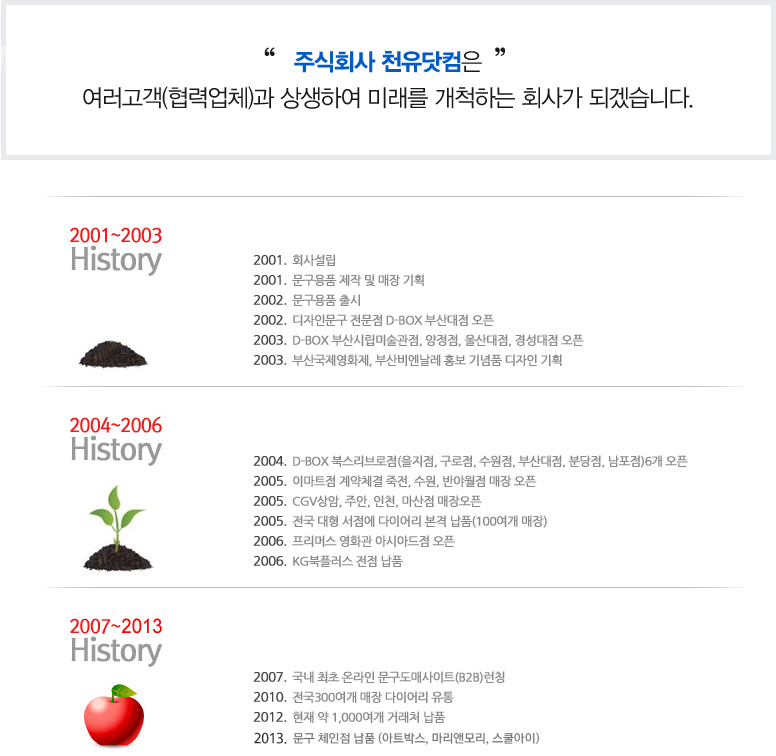 “ 주식회사 천유닷컴은 ”
여러고객(협력업체)과 상생하여 미래를 개척하는 회사가 되겠습니다.
2001~2003
History
2001. 회사설립
2001. 문구용품 제작 및 매장 기획
2002. 문구용품 출시
2002. 디자인문구 전문점 D-BOX 부산대점 오픈
2003. D-BOX 부산시립미술관점, 양정점, 울산대점, 경성대점 오픈
2003. 부산국제영화제, 부산비엔날레 홍보 기념품 디자인 기획
2004~2006
History
2004. D-BOX 북스리브로점(을지점, 구로점, 수원점, 부산대점, 분당점, 남포점)6개 오픈
2005. 이마트점 계약체결 죽전, 수원, 반야월점 매장 오픈
2005. CGV상암, 주안, 인천, 마산점 매장오픈
2005. 전국 대형 서점에 다이어리 본격 납품(100여개 매장)
2006. 프리머스 영화관 아시아드점 오픈
2006. KG북플러스 전점 납품
2007~2013
History
2007. 국내 최초 온라인 문구도매사이트(B2B)런칭
2010. 전국300여개 매장 다이어리 유통
2012. 현재 약 1,000여개 거래처 납품
2013. 문구 체인점 납품 (아트박스, 마리앤모리, 스쿨아이)